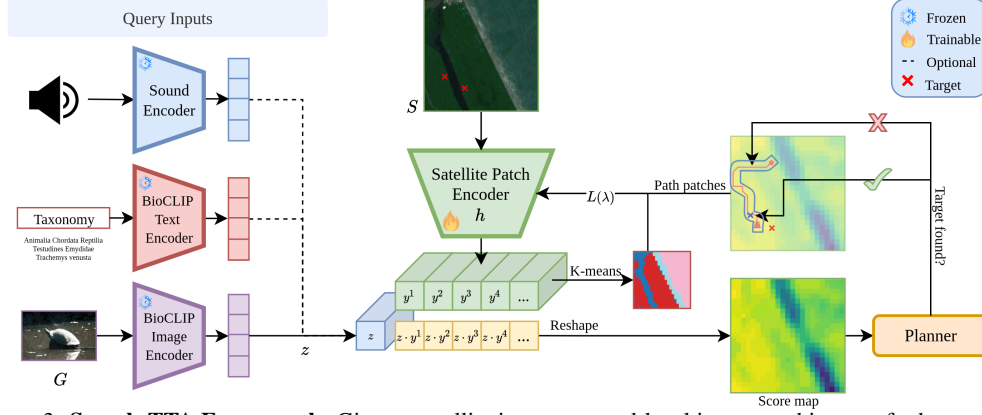 Query Inputs
Sound
Encoder
BioCLIP
Text
Encoder
Taxonomy
Animalia Chordata Reptilia
Testudines Emydidae
Trachemys venusta
BioCLIP
Image
Encoder
G
z
S
Satellite Patch
Encoder
h
y¹ y² y³ y⁴ ...
z
z · y¹ z · y² z · y³ z · y⁴ ...
K-means
Reshape
L(λ)
Path patches
Target found?
Score map
Planner
Frozen
Trainable
Optional
Target